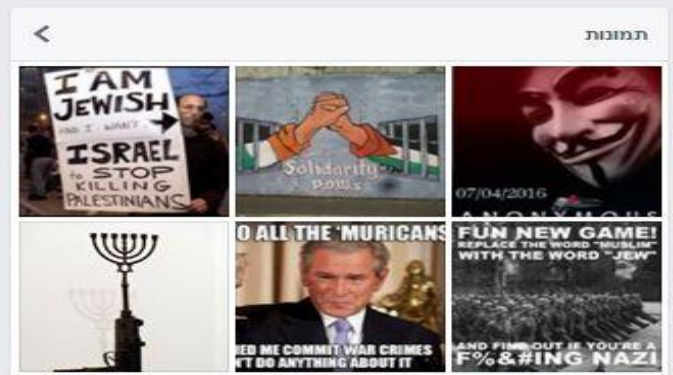 תמונות
I AM
JEWISH
AND I WANT
ISRAEL
to STOP
KILLING
PALESTINIANS
Solidarity
P.O.W.s
07/04/2016
ANONYMOUS
O ALL THE 'MURICANS
ED ME COMMIT WAR CRIMES
'T DO ANYTHING ABOUT IT
FUN NEW GAME!
REPLACE THE WORD "MUSLIM"
WITH THE WORD "JEW"
AND FIND OUT IF YOU'RE A
F%&#ING NAZI